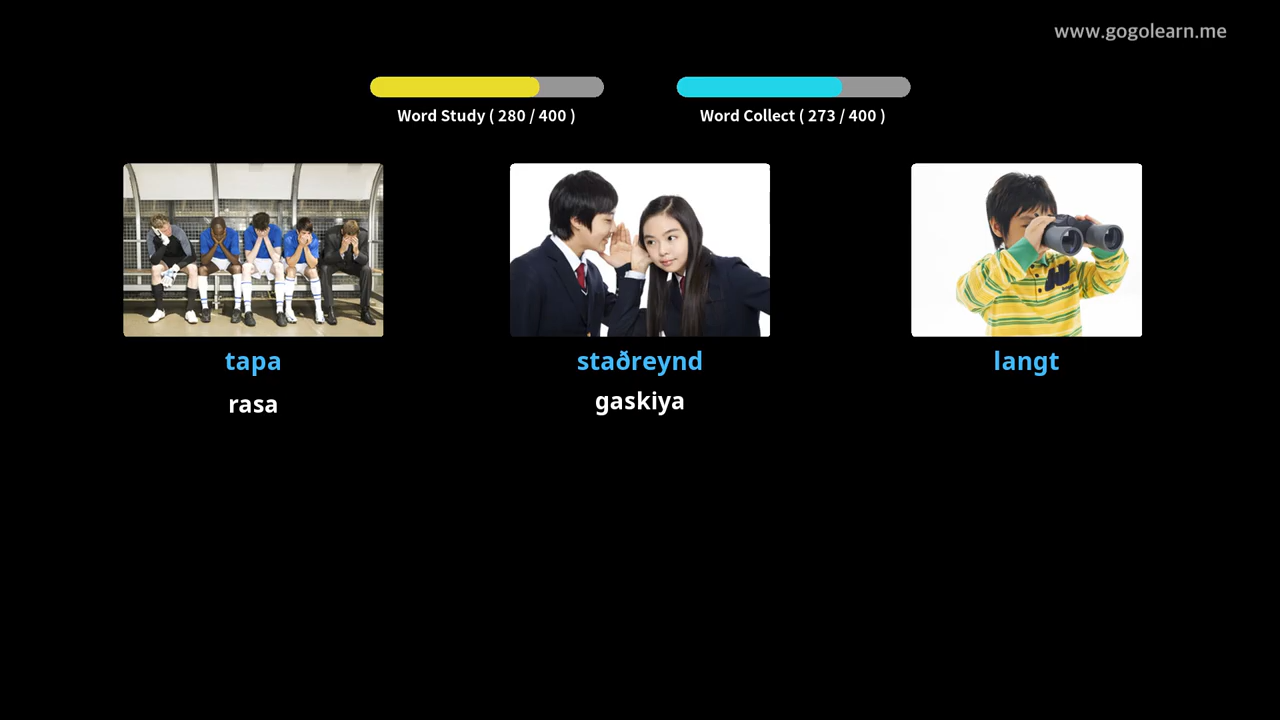 www.gogolearn.me
Word Study ( 280 / 400 )
Word Collect ( 273 / 400 )
tapa
staðreynd
langt
rasa
gaskiya